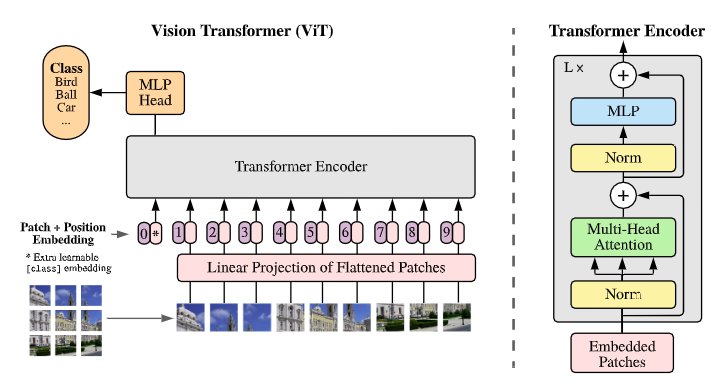 Vision Transformer (ViT)
Class
Bird
Ball
Car
...
MLP
Head
Transformer Encoder
Patch + Position
Embedding
0 * 1 2 3 4 5 6 7 8 9
* Extra learnable
[class] embedding
Linear Projection of Flattened Patches
Transformer Encoder
L ×
+
MLP
Norm
+
Multi-Head
Attention
Norm
Embedded
Patches